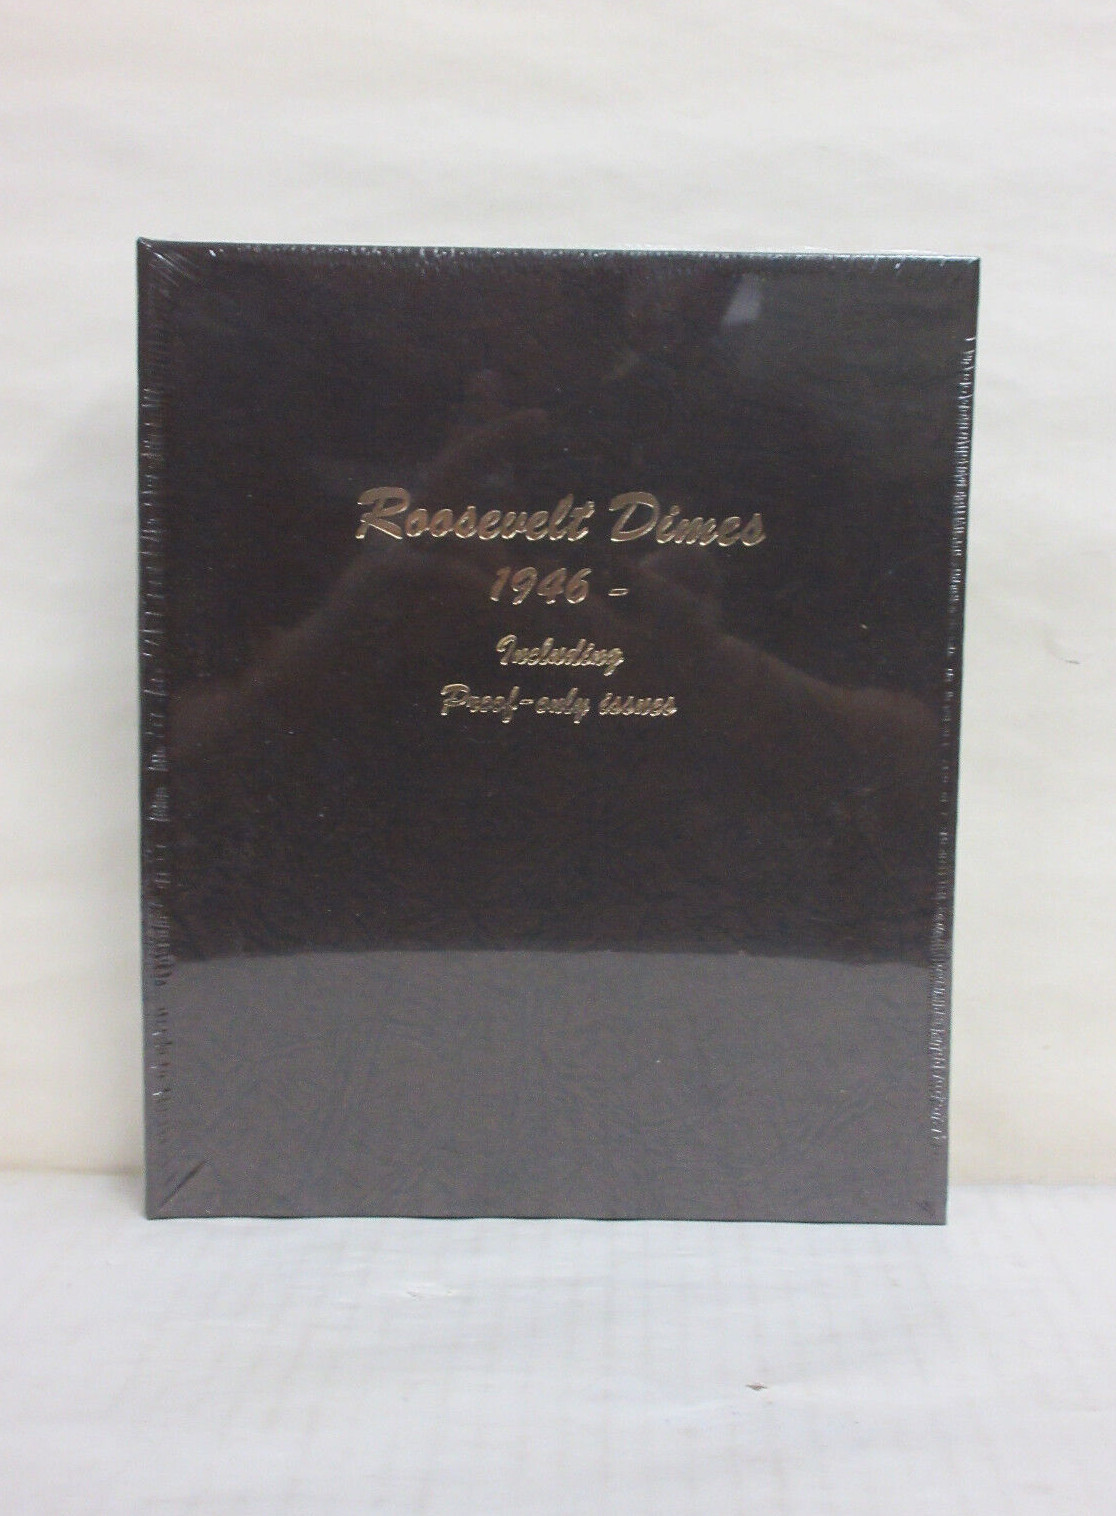 Roosevelt Dimes
1946 -
Including
Proof-only issues